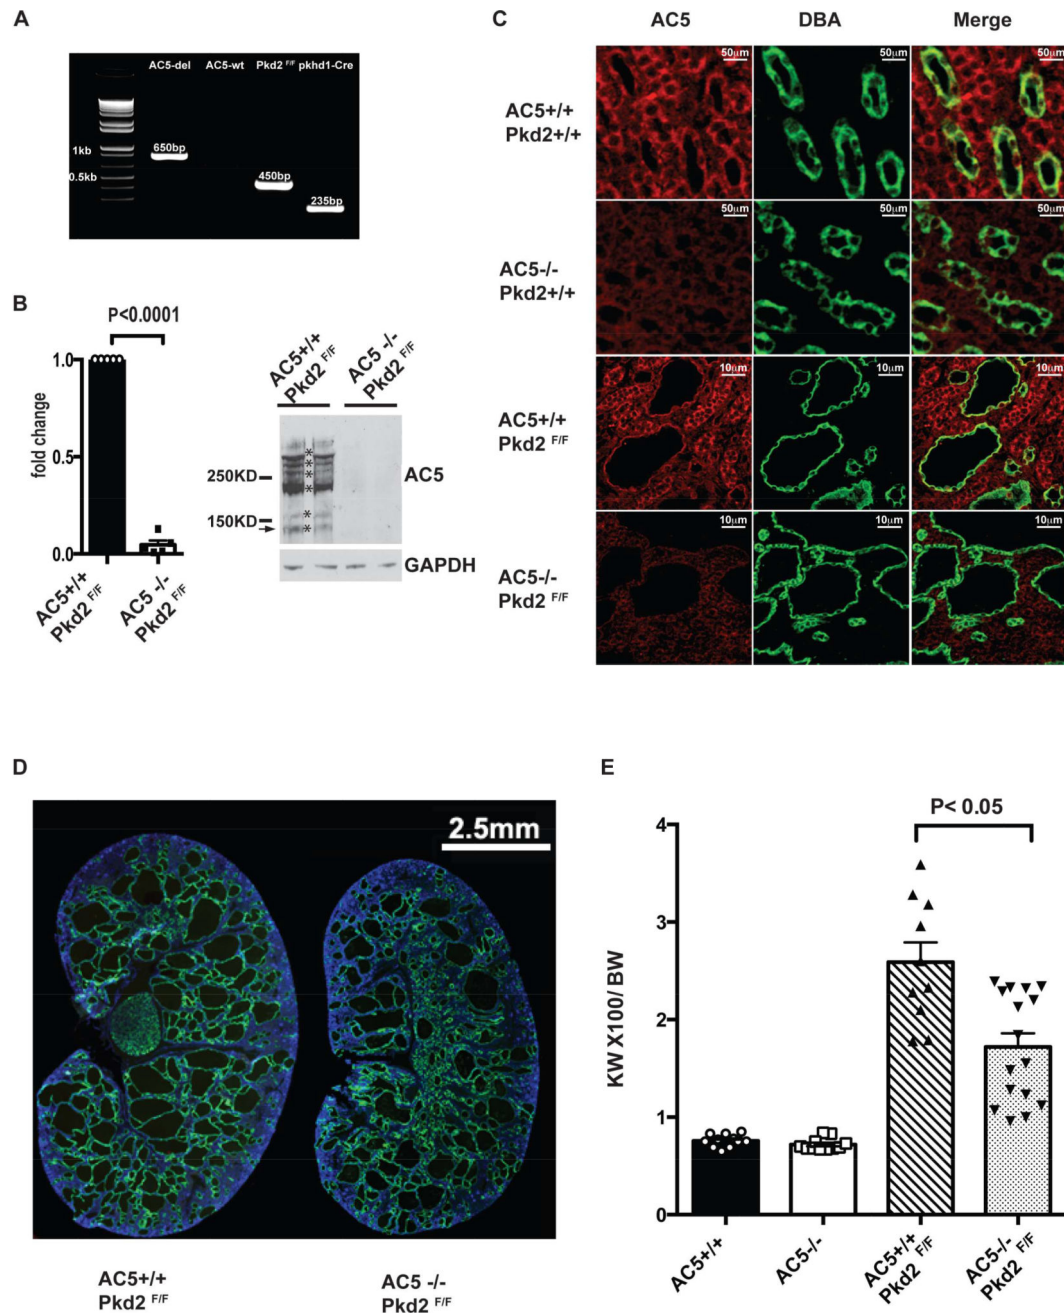 A
AC5-del AC5-wt Pkd2 F/F pkhd1-Cre
1kb
650bp
0.5kb
450bp
235bp
B
P<0.0001
fold change
1.0
0.5
0.0
AC5+/+
Pkd2 F/F
AC5 -/-
Pkd2 F/F
AC5+/+
Pkd2 F/F
AC5 -/-
Pkd2 F/F
*
*
*
*
*
*
250KD
150KD
AC5
GAPDH
C
AC5 DBA Merge
AC5+/+
Pkd2+/+
50µm 50µm 50µm
AC5-/-
Pkd2+/+
50µm 50µm 50µm
AC5+/+
Pkd2 F/F
10µm 10µm 10µm
AC5-/-
Pkd2 F/F
10µm 10µm 10µm
D
2.5mm
AC5+/+
Pkd2 F/F
AC5 -/-
Pkd2 F/F
E
P< 0.05
KW X100/ BW
4
3
2
1
0
AC5+/+
AC5-/-
AC5+/+
Pkd2 F/F
AC5-/-
Pkd2 F/F